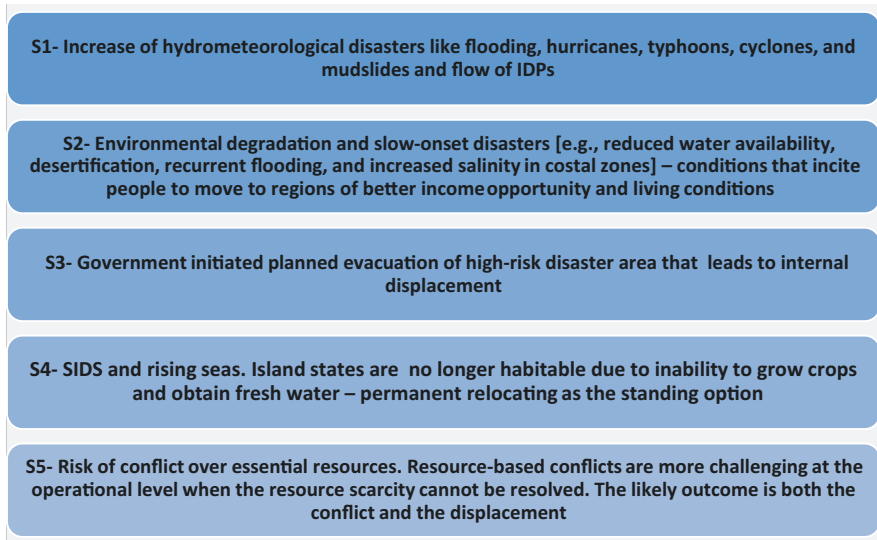 S1- Increase of hydrometeorological disasters like flooding, hurricanes, typhoons, cyclones, and
mudslides and flow of IDPs
S2- Environmental degradation and slow-onset disasters [e.g., reduced water availability,
desertification, recurrent flooding, and increased salinity in costal zones] – conditions that incite
people to move to regions of better income opportunity and living conditions
S3- Government initiated planned evacuation of high-risk disaster area that leads to internal
displacement
S4- SIDS and rising seas. Island states are no longer habitable due to inability to grow crops
and obtain fresh water – permanent relocating as the standing option
S5- Risk of conflict over essential resources. Resource-based conflicts are more challenging at the
operational level when the resource scarcity cannot be resolved. The likely outcome is both the
conflict and the displacement